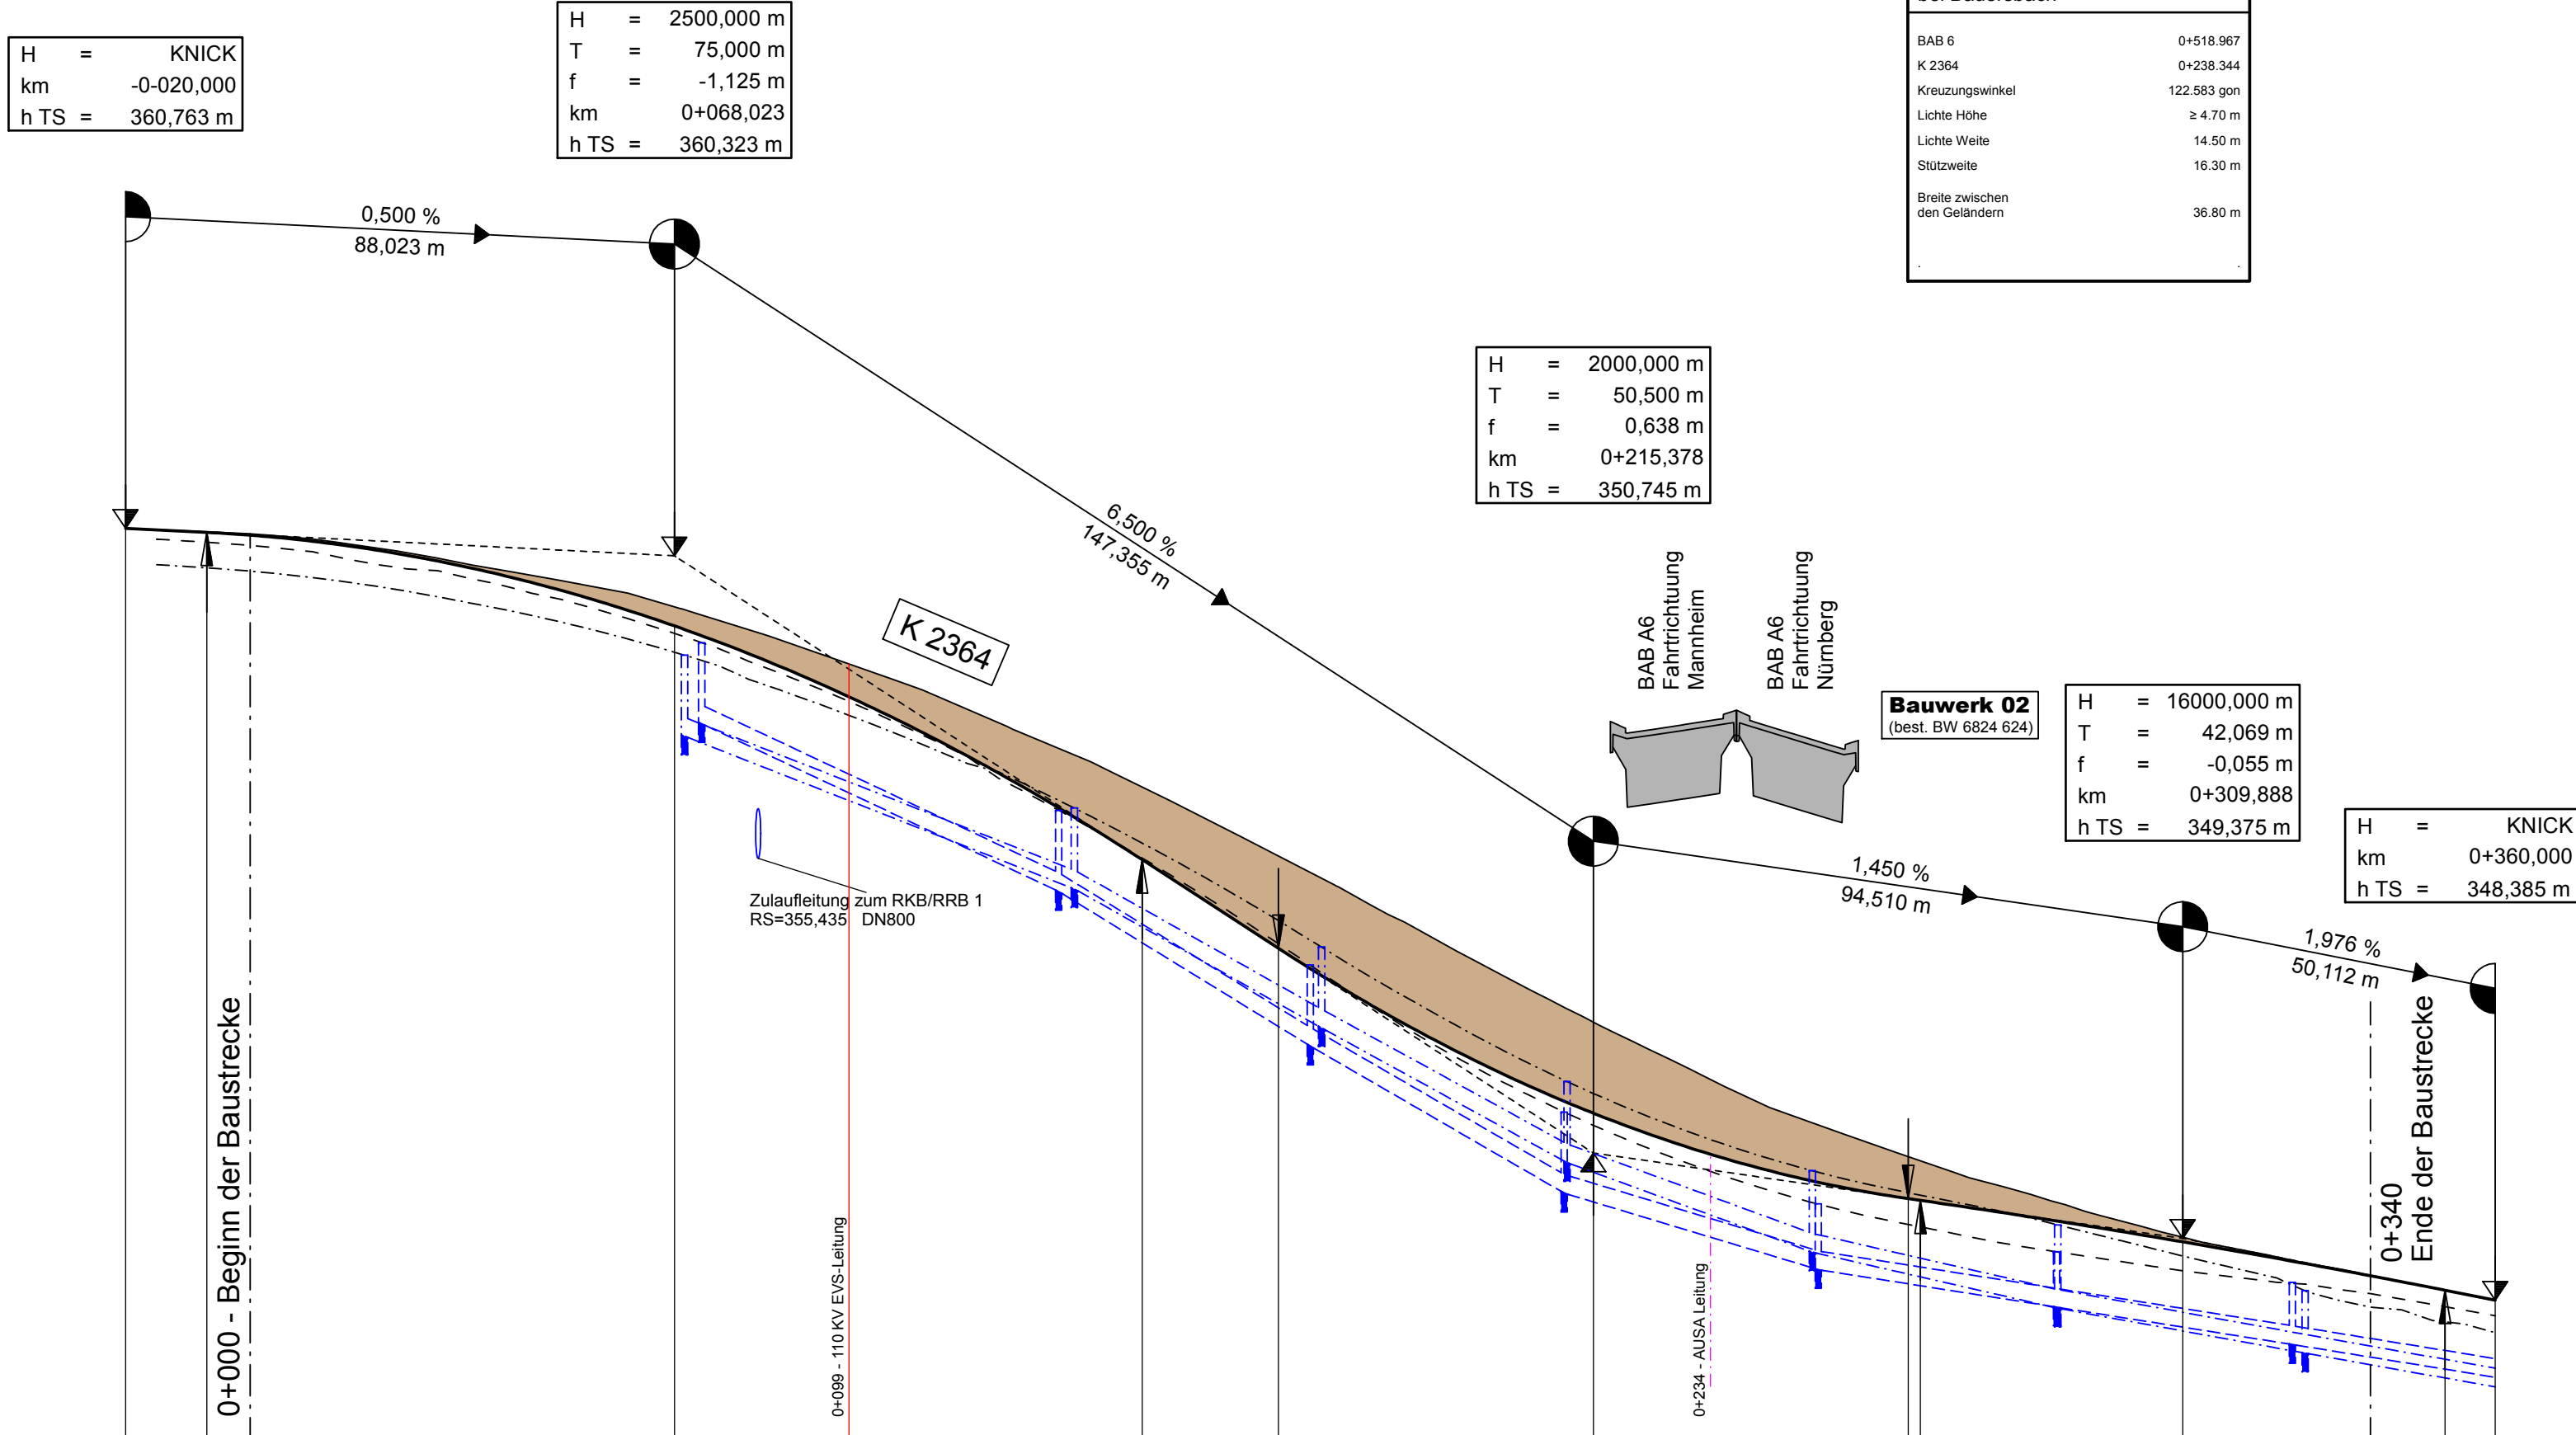 H = KNICK
km -0-020,000
h TS = 360,763 m
H = 2500,000 m
T = 75,000 m
f = -1,125 m
km 0+068,023
h TS = 360,323 m
BAB 6 0+518.967
K 2364 0+238.344
Kreuzungswinkel 122.583 gon
Lichte Höhe ≥ 4.70 m
Lichte Weite 14.50 m
Stützweite 16.30 m
Breite zwischen
den Geländern 36.80 m
0,500 %
88,023 m
6,500 %
147,355 m
H = 2000,000 m
T = 50,500 m
f = 0,638 m
km 0+215,378
h TS = 350,745 m
K 2364
BAB A6
Fahrtrichtung
Mannheim
BAB A6
Fahrtrichtung
Nürnberg
Bauwerk 02
(best. BW 6824 624)
H = 16000,000 m
T = 42,069 m
f = -0,055 m
km 0+309,888
h TS = 349,375 m
H = KNICK
km 0+360,000
h TS = 348,385 m
1,450 %
94,510 m
1,976 %
50,112 m
Zulaufleitung zum RKB/RRB 1
RS=355,435 DN800
0+000 - Beginn der Baustrecke
0+099 - 110 KV EVS-Leitung
0+234 - AUSA Leitung
0+340
Ende der Baustrecke